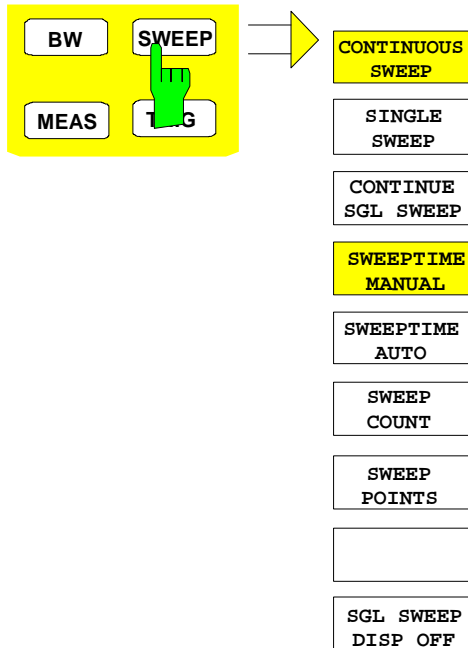 BW
SWEEP
MEAS
CONTINUOUS
SWEEP
SINGLE
SWEEP
CONTINUE
SGL SWEEP
SWEEPTIME
MANUAL
SWEEPTIME
AUTO
SWEEP
COUNT
SWEEP
POINTS
SGL SWEEP
DISP OFF